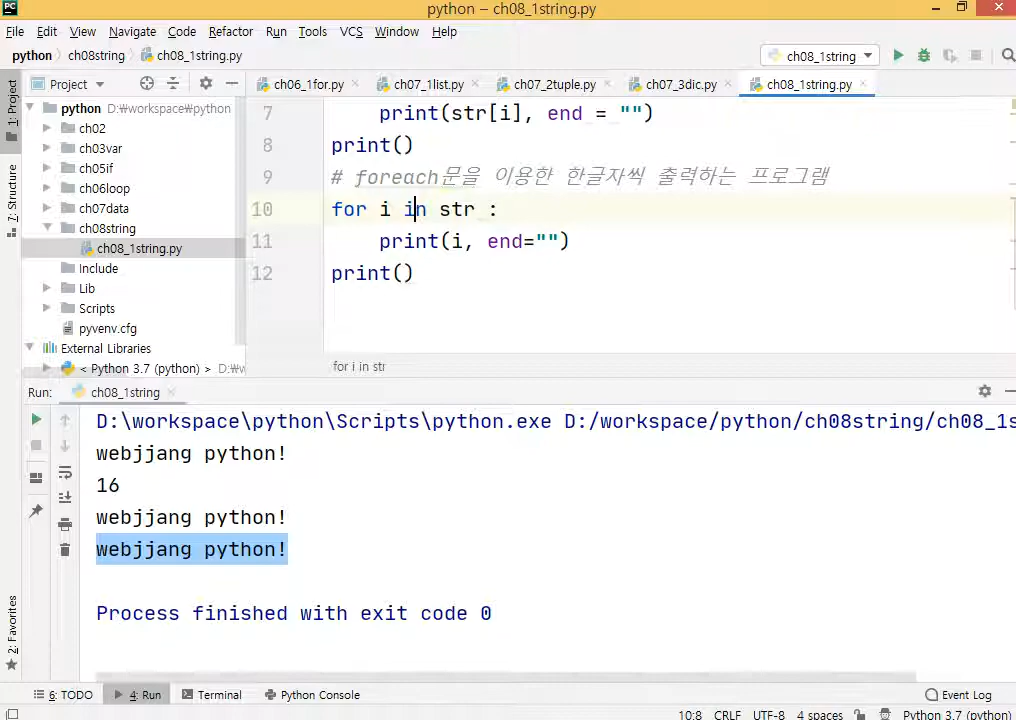 PC
python – ch08_1string.py
File Edit View Navigate Code Refactor Run Tools VCS Window Help
python ch08string ch08_1string.py
ch08_1string
1: Project
Project
ch06_1for.py ch07_1list.py ch07_2tuple.py ch07_3dic.py ch08_1string.py
python D:₩workspace₩python
ch02
ch03var
ch05if
ch06loop
ch07data
ch08string
ch08_1string.py
Include
Lib
Scripts
pyvenv.cfg
External Libraries
< Python 3.7 (python) > D:₩w
7: Structure
7 print(str[i], end = "")
8 print()
9 # foreach문을 이용한 한글자씩 출력하는 프로그램
10 for i in str :
11 print(i, end="")
12 print()
for i in str
Run: ch08_1string
D:\workspace\python\Scripts\python.exe D:/workspace/python/ch08string/ch08_1s
webjjang python!
16
webjjang python!
webjjang python!
Process finished with exit code 0
2: Favorites
6: TODO 4: Run Terminal Python Console Event Log
10:8 CRLF UTF-8 4 spaces Python 3.7 (python)